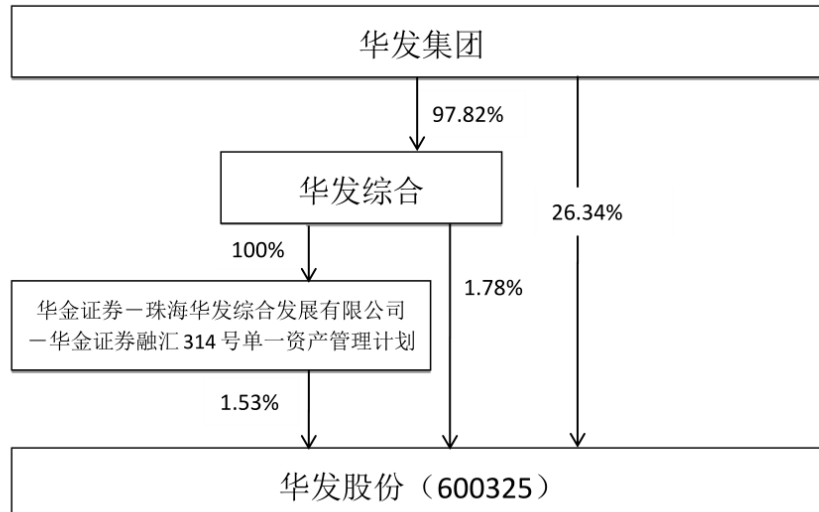 华发集团
97.82%
华发综合
26.34%
100%
1.78%
华金证券－珠海华发综合发展有限公司
－华金证券融汇 314 号单一资产管理计划
1.53%
华发股份（600325）